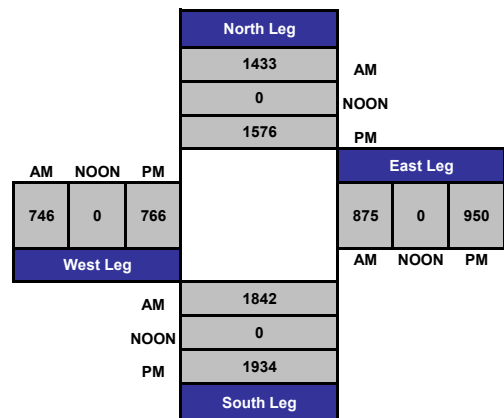 North Leg
1433 AM
0 NOON
1576 PM
AM NOON PM East Leg
746 0 766 875 0 950
West Leg AM NOON PM
AM 1842
NOON 0
PM 1934
South Leg